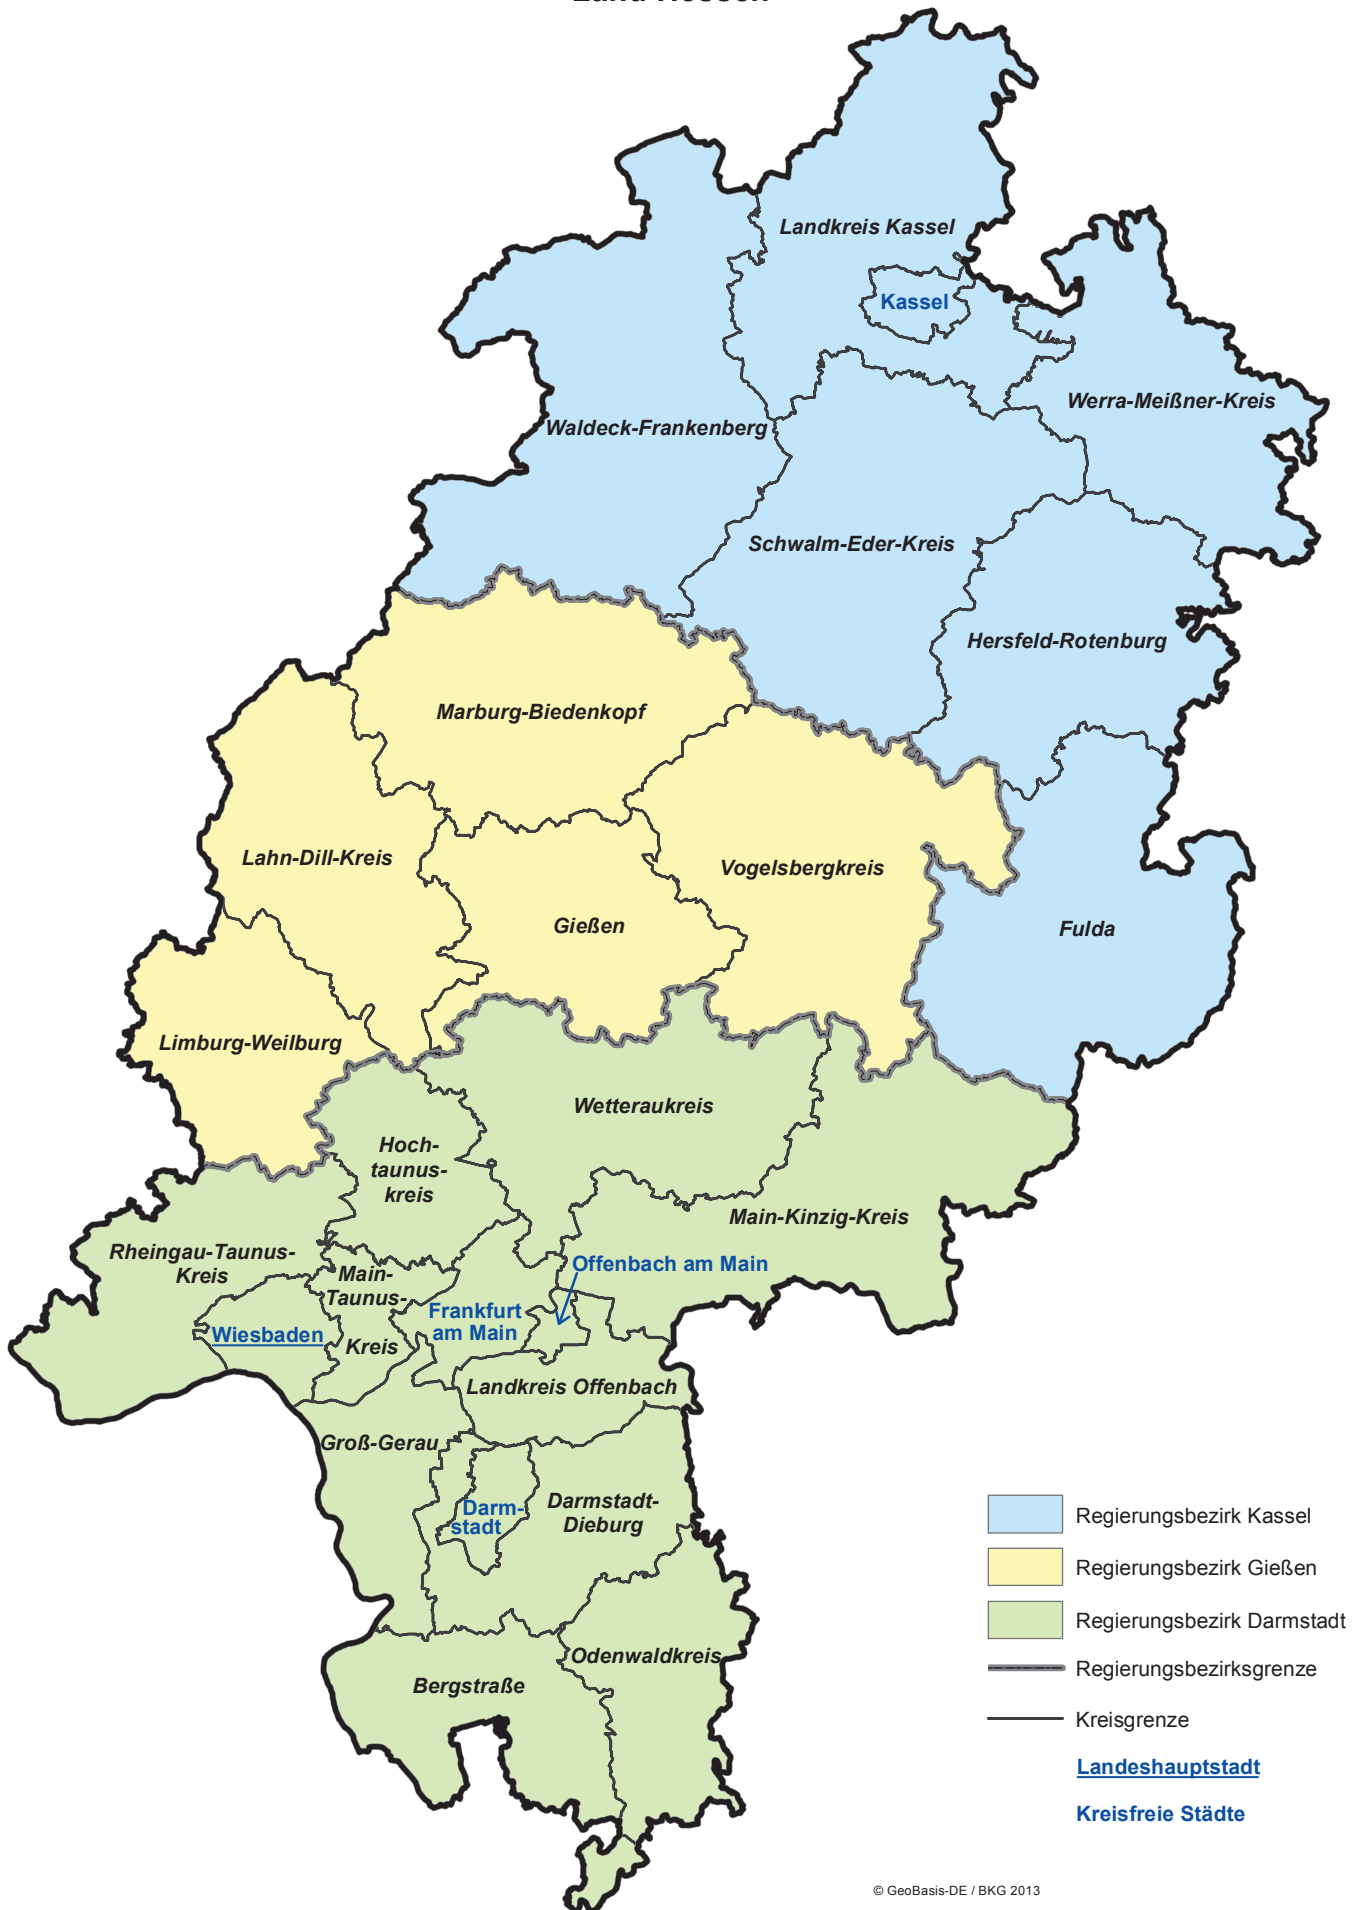 Landkreis Kassel
Kassel
Werra-Meißner-Kreis
Waldeck-Frankenberg
Schwalm-Eder-Kreis
Hersfeld-Rotenburg
Marburg-Biedenkopf
Lahn-Dill-Kreis
Vogelsbergkreis
Gießen
Fulda
Limburg-Weilburg
Wetteraukreis
Hoch-
taunus-
kreis
Main-Kinzig-Kreis
Rheingau-Taunus-
Kreis
Main-
Taunus-
Kreis
Offenbach am Main
Frankfurt
am Main
Wiesbaden
Landkreis Offenbach
Groß-Gerau
Darm-
stadt
Darmstadt-
Dieburg
Odenwaldkreis
Bergstraße
Regierungsbezirk Kassel
Regierungsbezirk Gießen
Regierungsbezirk Darmstadt
Regierungsbezirksgrenze
Kreisgrenze
Landeshauptstadt
Kreisfreie Städte
© GeoBasis-DE / BKG 2013